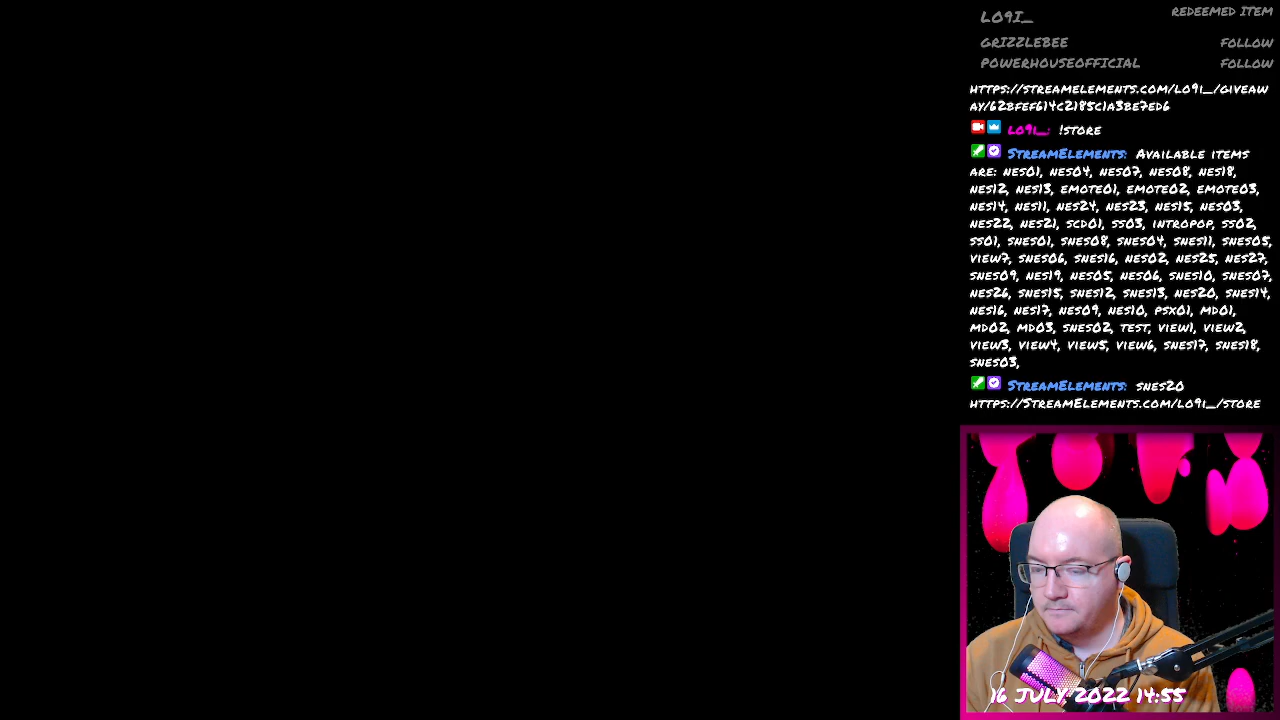 LO9I_ REDEEMED ITEM
GRIZZLEBEE FOLLOW
POWERHOUSEOFFICIAL FOLLOW
https://streamelements.com/lo9i_/giveaw
ay/62bfef614c2185c1a3be7ed6
lo9i_: !store
StreamElements: Available items
are: nes01, nes04, nes07, nes08, nes18,
nes12, nes13, emote01, emote02, emote03,
nes14, nes11, nes24, nes23, nes15, nes03,
nes22, nes21, scd01, ss03, intropop, ss02,
ss01, snes01, snes08, snes04, snes11, snes05,
view7, snes06, snes16, nes02, nes25, nes27,
snes09, nes19, nes05, nes06, snes10, snes07,
nes26, snes15, snes12, snes13, nes20, snes14,
nes16, nes17, nes09, nes10, psx01, md01,
md02, md03, snes02, test, view1, view2,
view3, view4, view5, view6, snes17, snes18,
snes03,
StreamElements: snes20
https://StreamElements.com/lo9i_/store
16 JULY 2022 14:55